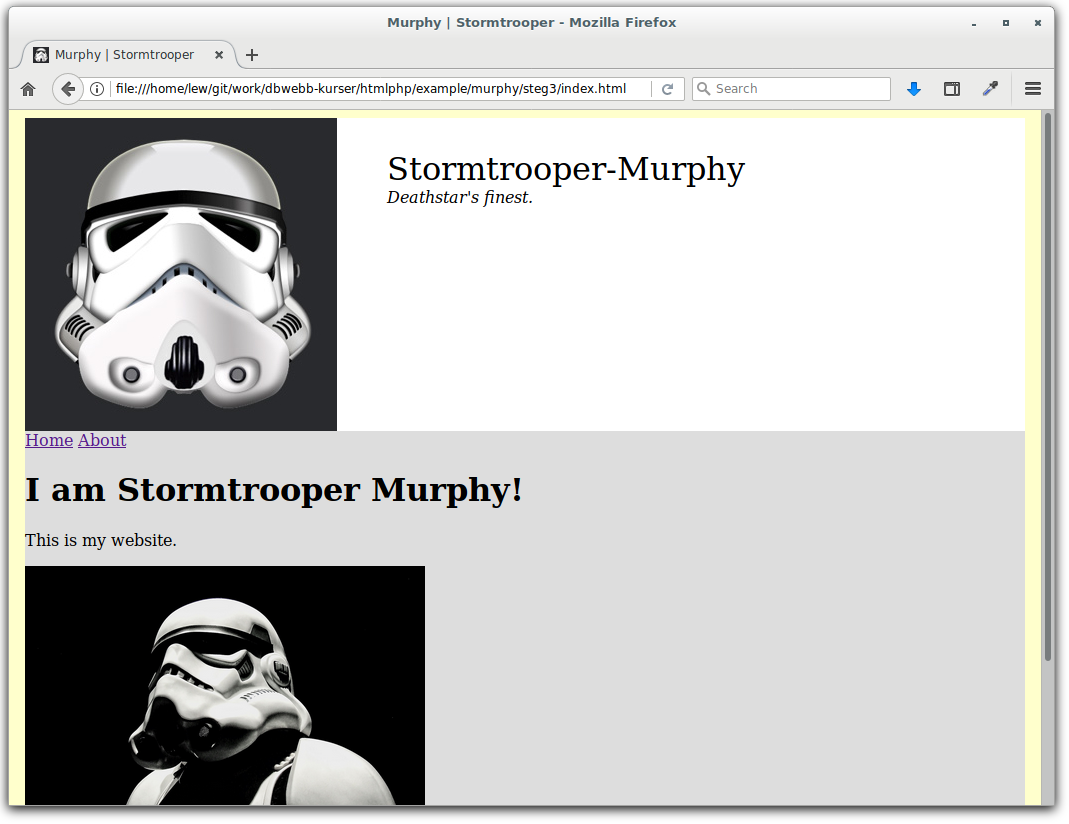 Murphy | Stormtrooper - Mozilla Firefox
Murphy | Stormtrooper
file:///home/lew/git/work/dbwebb-kurser/htmlphp/example/murphy/steg3/index.html
Search
Stormtrooper-Murphy
Deathstar's finest.
Home About
I am Stormtrooper Murphy!
This is my website.